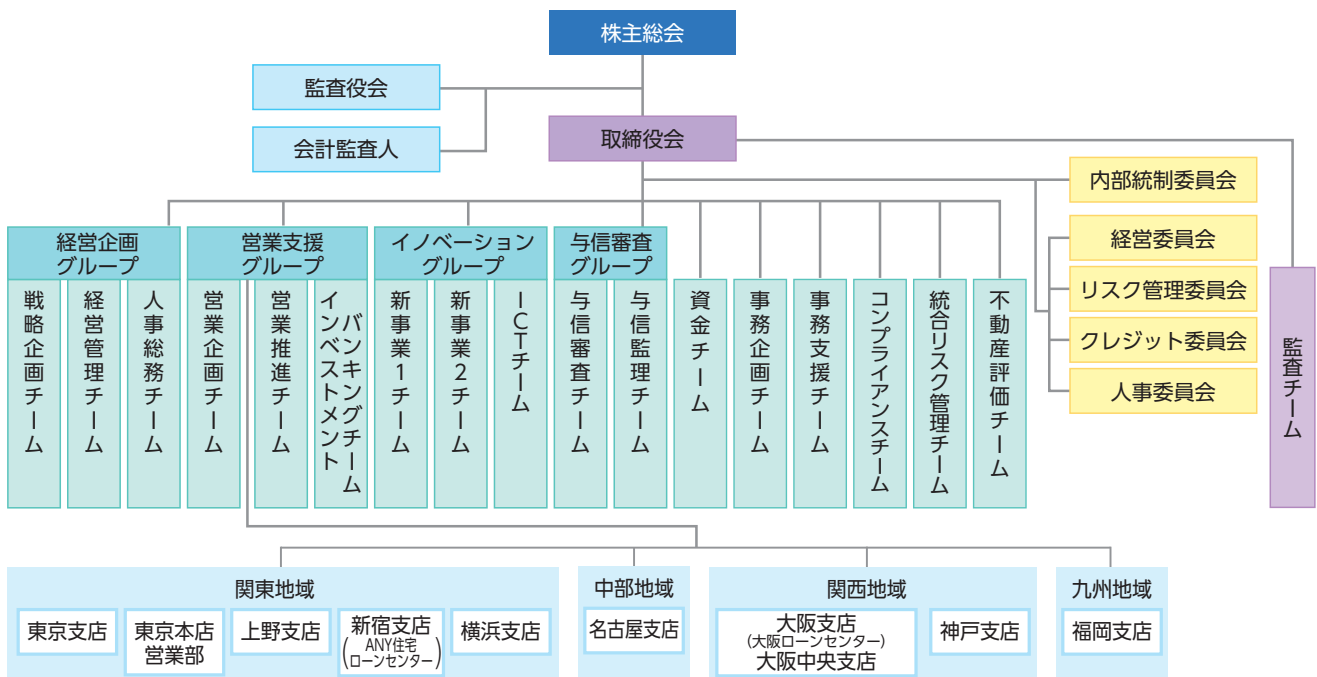 株主総会
監査役会
会計監査人
取締役会
内部統制委員会
経営委員会
リスク管理委員会
クレジット委員会
人事委員会
監査チーム
経営企画
グループ
戦略企画チーム
経営管理チーム
人事総務チーム
営業支援
グループ
営業企画チーム
営業推進チーム
インベストメント
バンキングチーム
イノベーション
グループ
新事業1チーム
新事業2チーム
ICTチーム
与信審査
グループ
与信審査チーム
与信監理チーム
資金チーム
事務企画チーム
事務支援チーム
コンプライアンスチーム
統合リスク管理チーム
不動産評価チーム
関東地域
東京支店
東京本店
営業部
上野支店
新宿支店
(ANY住宅
ローンセンター)
横浜支店
中部地域
名古屋支店
関西地域
大阪支店
(大阪ローンセンター)
大阪中央支店
神戸支店
九州地域
福岡支店